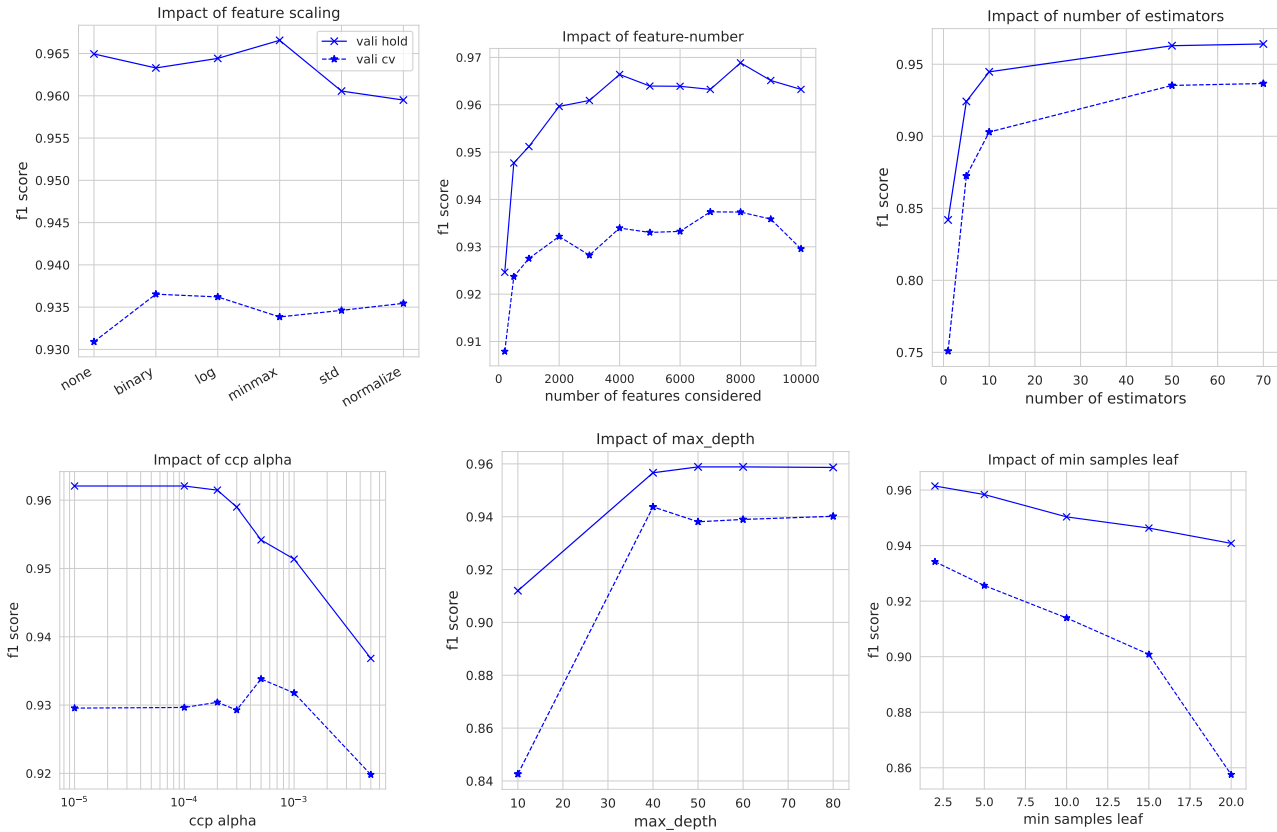 Impact of feature scaling
vali hold
vali cv
0.965
0.960
0.955
0.950
0.945
0.940
0.935
0.930
f1 score
none
binary
log
minmax
std
normalize
Impact of feature-number
0.97
0.96
0.95
0.94
0.93
0.92
0.91
f1 score
0 2000 4000 6000 8000 10000
number of features considered
Impact of number of estimators
0.95
0.90
0.85
0.80
0.75
f1 score
0 10 20 30 40 50 60 70
number of estimators
Impact of ccp alpha
0.96
0.95
0.94
0.93
0.92
f1 score
10⁻⁵ 10⁻⁴ 10⁻³
ccp alpha
Impact of max_depth
0.96
0.94
0.92
0.90
0.88
0.86
0.84
f1 score
10 20 30 40 50 60 70 80
max_depth
Impact of min samples leaf
0.96
0.94
0.92
0.90
0.88
0.86
f1 score
2.5 5.0 7.5 10.0 12.5 15.0 17.5 20.0
min samples leaf